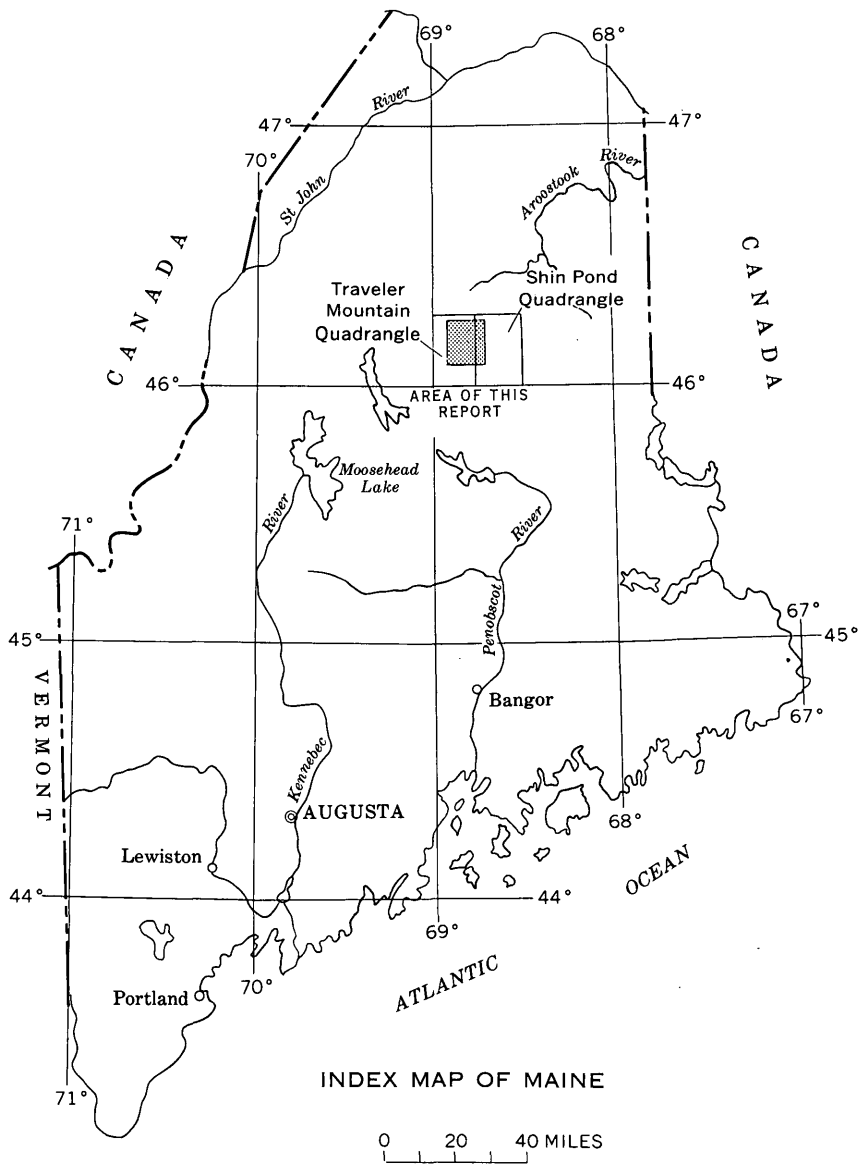 69°
68°
River
47°
47°
70°
River
St John
Aroostook
CANADA
CANADA
Traveler
Mountain
Quadrangle
Shin Pond
Quadrangle
46°
46°
AREA OF THIS
REPORT
Moosehead
Lake
River
River
71°
Penobscot
67°
45°
45°
VERMONT
Bangor
67°
Kennebec
AUGUSTA
68°
Lewiston
OCEAN
44°
44°
69°
70°
ATLANTIC
Portland
71°
INDEX MAP OF MAINE
0 20 40 MILES